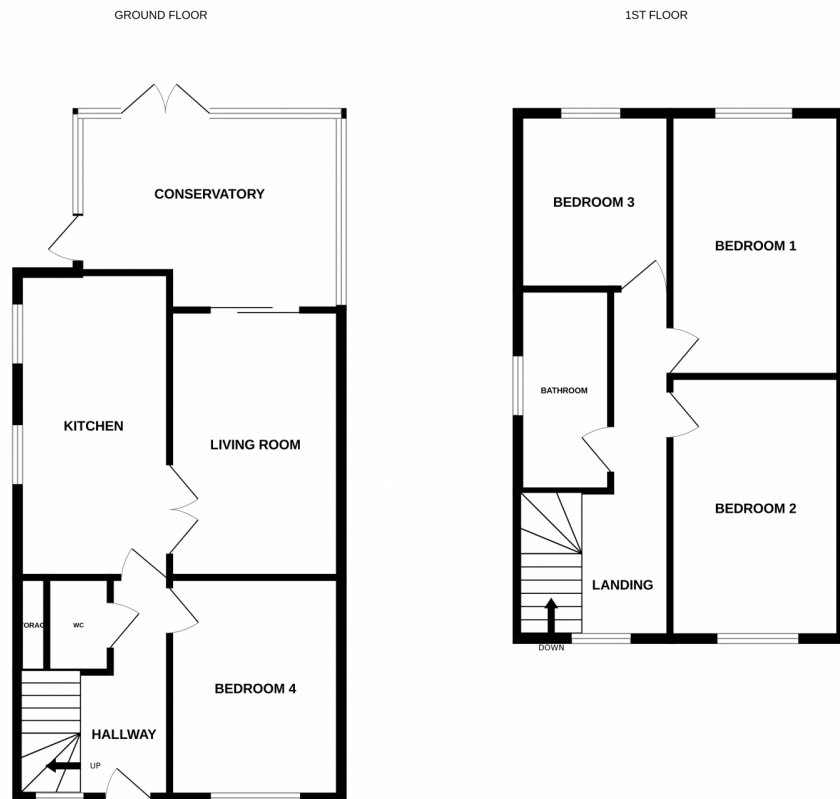 GROUND FLOOR
1ST FLOOR
CONSERVATORY
KITCHEN
LIVING ROOM
WC
BEDROOM 4
HALLWAY
UP
BEDROOM 3
BEDROOM 1
BATHROOM
BEDROOM 2
LANDING
DOWN